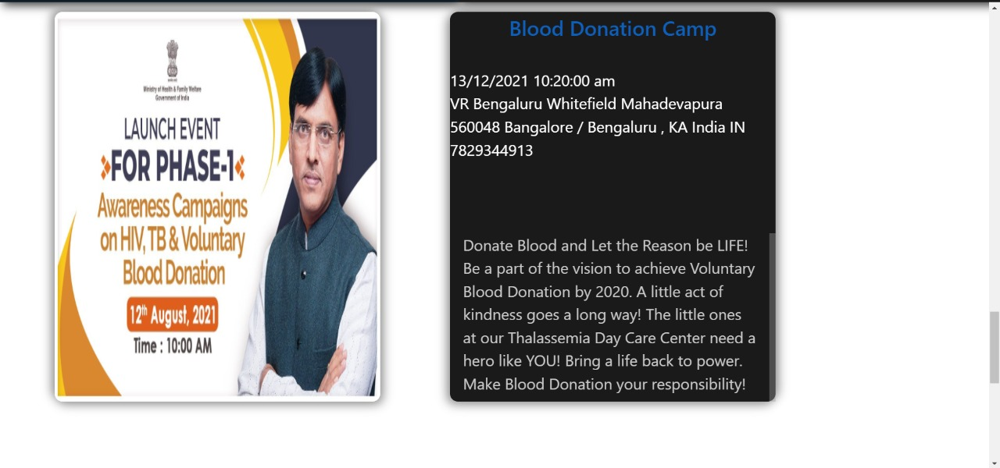 Ministry of Health & Family Welfare
Government of India
LAUNCH EVENT
FOR PHASE-1
Awareness Campaigns
on HIV, TB & Voluntary
Blood Donation
12th August, 2021
Time : 10:00 AM
Blood Donation Camp
13/12/2021 10:20:00 am
VR Bengaluru Whitefield Mahadevapura
560048 Bangalore / Bengaluru , KA India IN
7829344913
Donate Blood and Let the Reason be LIFE!
Be a part of the vision to achieve Voluntary
Blood Donation by 2020. A little act of
kindness goes a long way! The little ones
at our Thalassemia Day Care Center need a
hero like YOU! Bring a life back to power.
Make Blood Donation your responsibility!